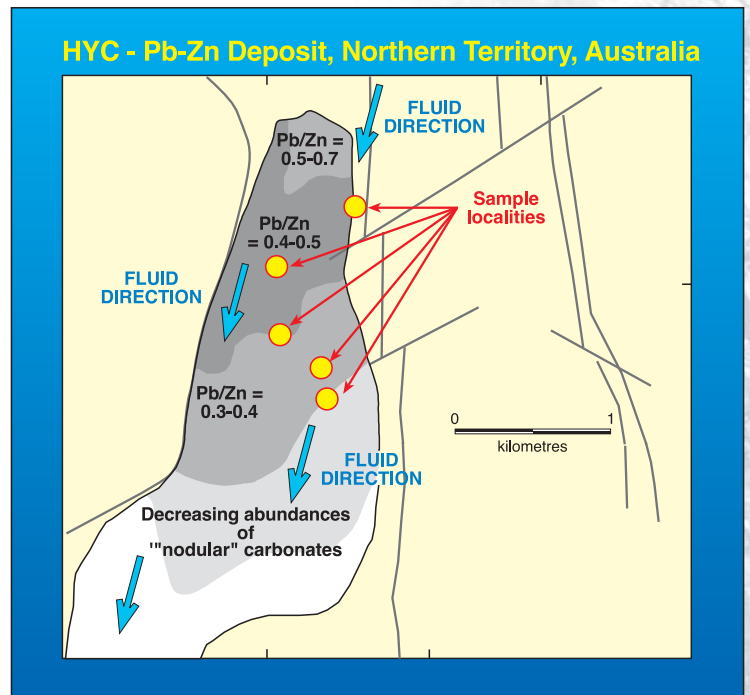 HYC - Pb-Zn Deposit, Northern Territory, Australia
FLUID
DIRECTION
Pb/Zn =
0.5-0.7
Sample
localities
Pb/Zn
= 0.4-0.5
FLUID
DIRECTION
Pb/Zn =
0.3-0.4
0 1
kilometres
FLUID
DIRECTION
Decreasing abundances
of
'"nodular" carbonates